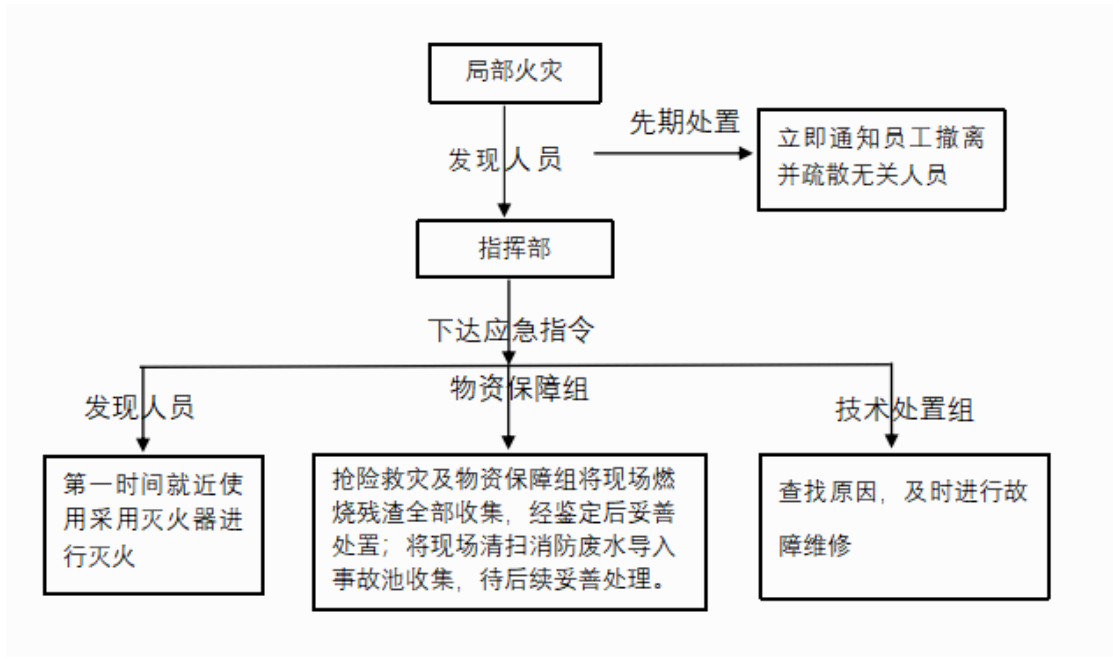 局部火灾
先期处置
立即通知员工撤离
并疏散无关人员
发现人员
指挥部
下达应急指令
物资保障组
发现人员
技术处置组
第一时间就近使
用采用灭火器进
行灭火
抢险救灾及物资保障组将现场燃
烧残渣全部收集，经鉴定后妥善
处置；将现场清扫消防废水导入
事故池收集，待后续妥善处理。
查找原因，及时进行故
障维修